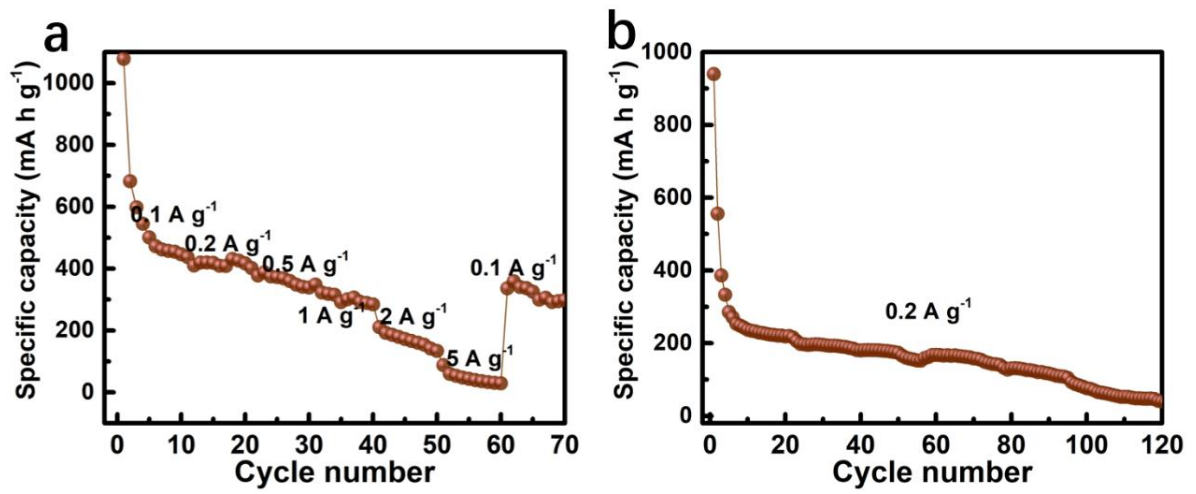 a
Specific capacity (mA h g⁻¹)
1000
800
600
400
200
0
0.1 A g⁻¹
0.2 A g⁻¹
0.5 A g⁻¹
1 A g⁻¹
2 A g⁻¹
5 A g⁻¹
0.1 A g⁻¹
0 10 20 30 40 50 60 70
Cycle number
b
Specific capacity (mA h g⁻¹)
1000
800
600
400
200
0
0.2 A g⁻¹
0 20 40 60 80 100 120
Cycle number